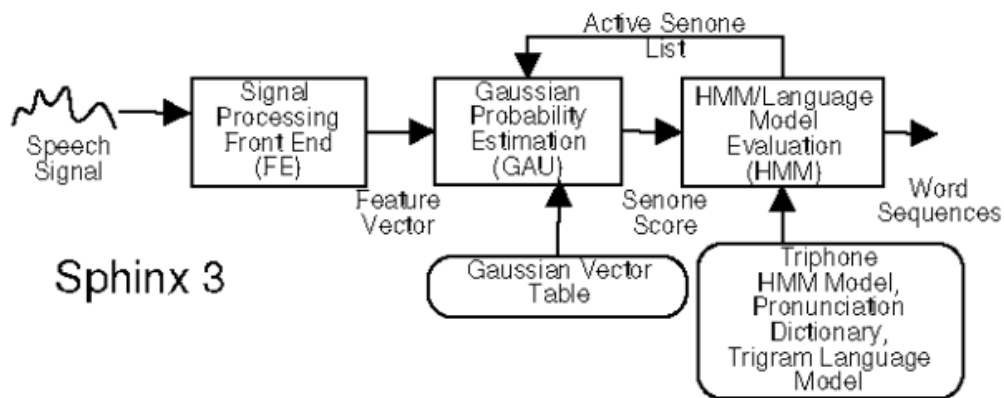 Active Senone
List
Speech
Signal
Signal
Processing
Front End
(FE)
Feature
Vector
Gaussian
Probability
Estimation
(GAU)
Senone
Score
HMM/Language
Model
Evaluation
(HMM)
Word
Sequences
Gaussian Vector
Table
Triphone
HMM Model,
Pronunciation
Dictionary,
Trigram Language
Model
Sphinx 3